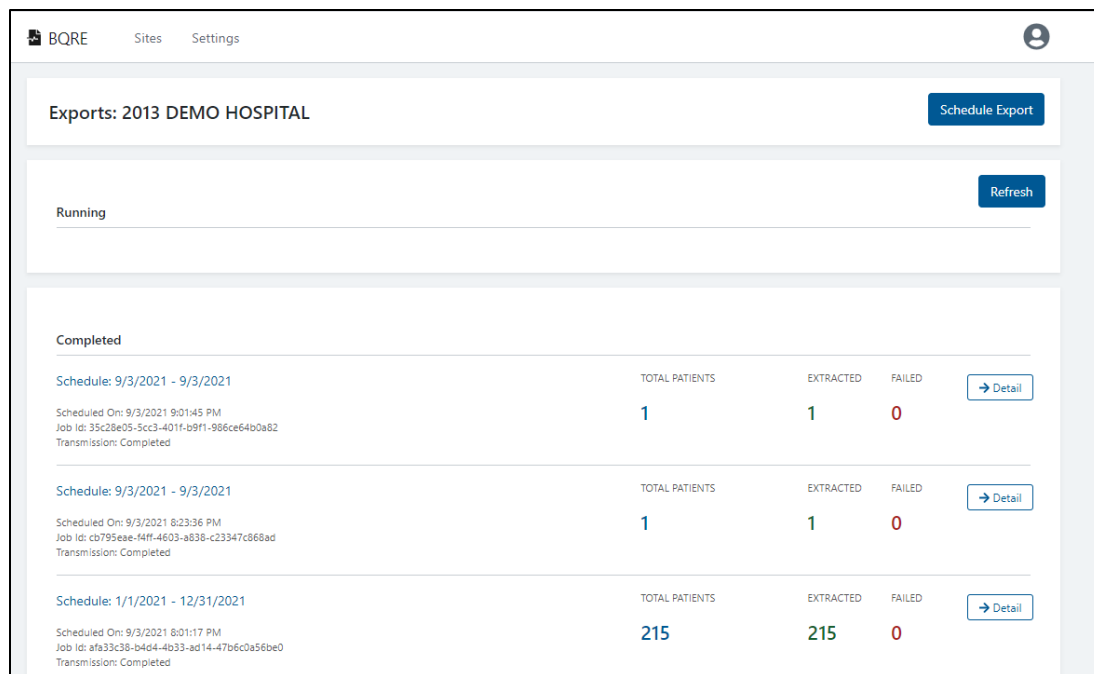 BQRE Sites Settings
Exports: 2013 DEMO HOSPITAL
Schedule Export
Refresh
Running
Completed
Schedule: 9/3/2021 - 9/3/2021
TOTAL PATIENTS EXTRACTED FAILED
→ Detail
1 1 0
Scheduled On: 9/3/2021 9:01:45 PM
Job Id: 35c28e05-5cc3-401f-b9f1-986ce64b0a82
Transmission: Completed
Schedule: 9/3/2021 - 9/3/2021
TOTAL PATIENTS EXTRACTED FAILED
→ Detail
1 1 0
Scheduled On: 9/3/2021 8:23:36 PM
Job Id: cb795eae-f4ff-4603-a838-c23347c868ad
Transmission: Completed
Schedule: 1/1/2021 - 12/31/2021
TOTAL PATIENTS EXTRACTED FAILED
→ Detail
215 215 0
Scheduled On: 9/3/2021 8:01:17 PM
Job Id: afa33c38-b4d4-4b33-ad14-47b6c0a56be0
Transmission: Completed